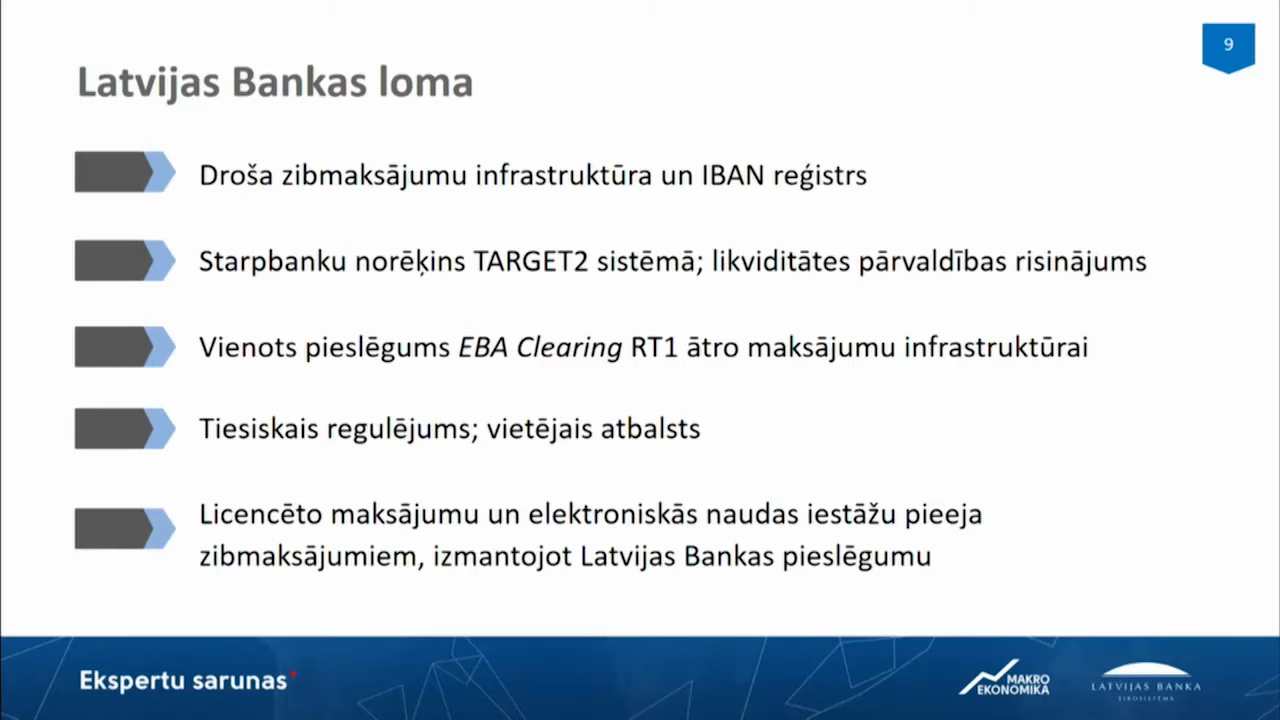 9
Latvijas Bankas loma
Droša zibmaksājumu infrastruktūra un IBAN reģistrs
Starpbanku norēķins TARGET2 sistēmā; likviditātes pārvaldības risinājums
Vienots pieslēgums EBA Clearing RT1 ātro maksājumu infrastruktūrai
Tiesiskais regulējums; vietējais atbalsts
Licencēto maksājumu un elektroniskās naudas iestāžu pieeja
zibmaksājumiem, izmantojot Latvijas Bankas pieslēgumu
Ekspertu sarunas
MAKRO
EKONOMIKA
LATVIJAS BANKA
EIROSISTĒMA